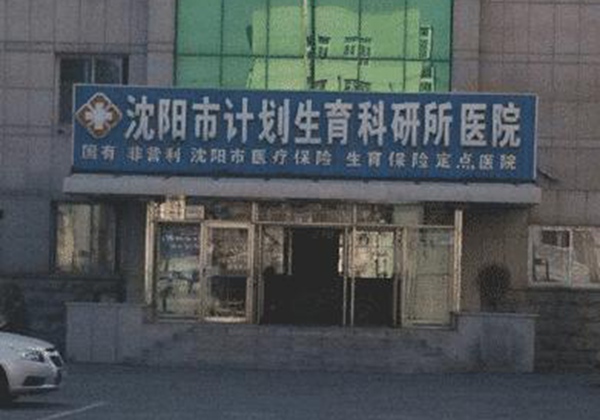 沈阳市计划生育科研所医院
国有 非营利 沈阳市医疗保险 生育保险定点医院